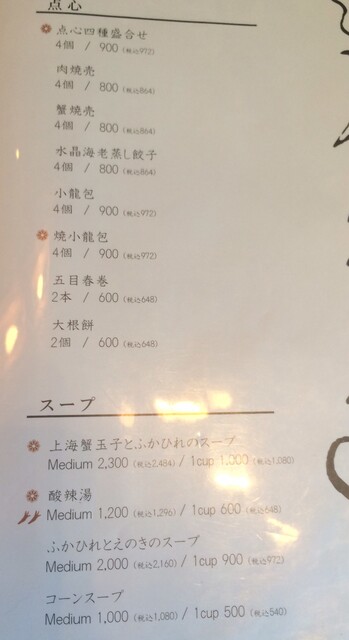 点心
点心四種盛合せ
4個 / 900 (税込972)
肉焼売
4個 / 800 (税込864)
蟹焼売
4個 / 800 (税込864)
水晶海老蒸し餃子
4個 / 800 (税込864)
小龍包
4個 / 900 (税込972)
焼小龍包
4個 / 900 (税込972)
五目春巻
2本 / 600 (税込648)
大根餅
2個 / 600 (税込648)
スープ
上海蟹玉子とふかひれのスープ
Medium 2,300 (税込2,484) / 1cup 1,000 (税込1,080)
酸辣湯
Medium 1,200 (税込1,296) / 1cup 600 (税込648)
ふかひれとえのきのスープ
Medium 2,000 (税込2,160) / 1cup 900 (税込972)
コーンスープ
Medium 1,000 (税込1,080) / 1cup 500 (税込540)